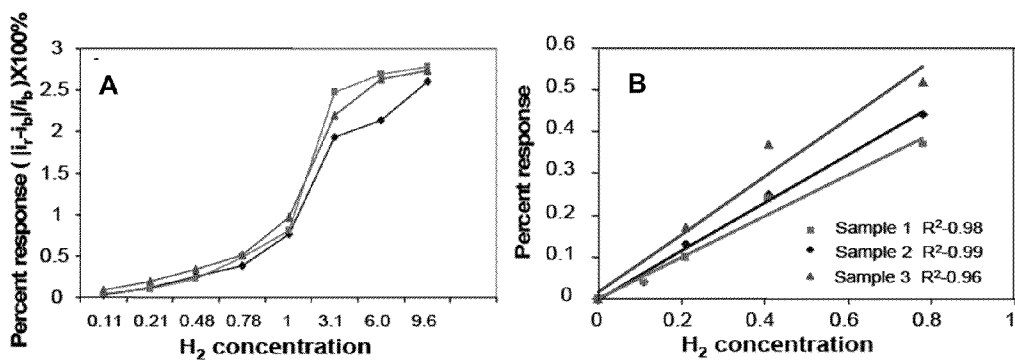 Percent response ( |iᵣ-i_b|/i_b )X100%
3
2.5
2
1.5
1
0.5
0
A
0.11 0.21 0.48 0.78 1 3.1 6.0 9.6
H₂ concentration
Percent response
0.6
0.5
0.4
0.3
0.2
0.1
0
B
Sample 1 R²-0.98
Sample 2 R²-0.99
Sample 3 R²-0.96
0 0.2 0.4 0.6 0.8 1
H₂ concentration